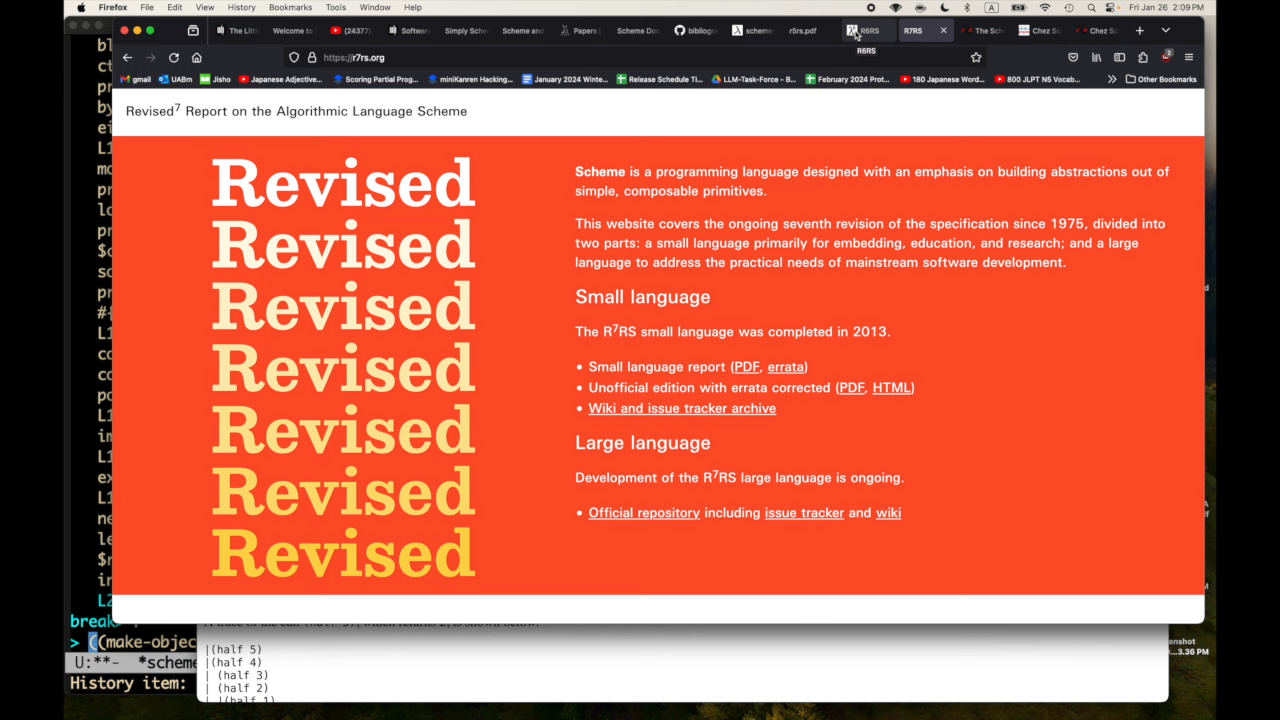 Firefox File Edit View History Bookmarks Tools Window Help
Fri Jan 26 2:09 PM
The Little Welcome to (24377) Software Simply Sche Scheme and Papers | Scheme Doc bibliogr scheme r5rs.pdf R6RS R7RS The Sch Chez Sc Chez Sc
https://r7rs.org
R6RS
gmail UABm Jisho Japanese Adjective... Scoring Partial Prog... miniKanren Hacking... January 2024 Winte... Release Schedule Ti... LLM-Task-Force - B... February 2024 Prot... 180 Japanese Word... 800 JLPT N5 Vocab... Other Bookmarks
Revised7 Report on the Algorithmic Language Scheme
Revised
Revised
Revised
Revised
Revised
Revised
Revised
Scheme is a programming language designed with an emphasis on building abstractions out of
simple, composable primitives.
This website covers the ongoing seventh revision of the specification since 1975, divided into
two parts: a small language primarily for embedding, education, and research; and a large
language to address the practical needs of mainstream software development.
Small language
The R7RS small language was completed in 2013.
• Small language report (PDF, errata)
• Unofficial edition with errata corrected (PDF, HTML)
• Wiki and issue tracker archive
Large language
Development of the R7RS large language is ongoing.
• Official repository including issue tracker and wiki
break>
> ((make-objec
U:**- *scheme
History item:
|(half 5)
|(half 4)
| (half 3)
| (half 2)
| |(half 1)
...3.36 PM